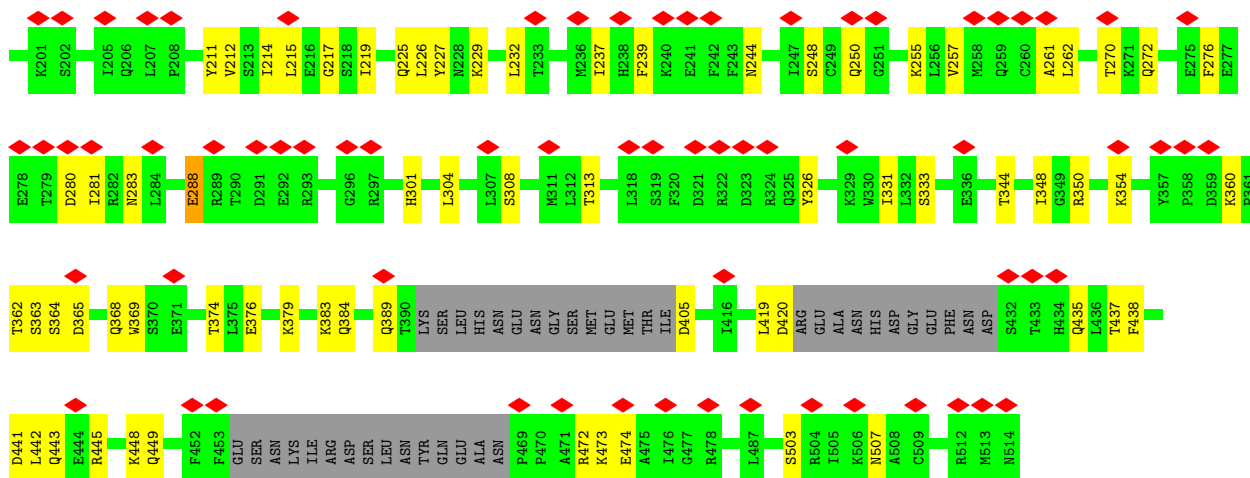 K201 S202 I205 Q206 L207 P208 Y211 V212 S213 I214 L215 E216 G217 S218 I219 Q225 L226 Y227 N228 K229 L232 T233 M236 I237 H238 F239 K240 E241 F242 F243 N244 I247 S248 C249 Q250 G251 K255 L256 V257 M258 Q259 C260 A261 L262 T270 K271 Q272 E275 F276 E277
E278 T279 D280 I281 R282 N283 L284 E288 R289 T290 D291 E292 R293 G296 R297 H301 L304 L307 S308 M311 L312 T313 L318 S319 F320 D321 R322 D323 R324 Q325 Y326 K329 W330 I331 L332 S333 E336 T344 I348 G349 R350 K354 Y357 P358 D359 K360 P361
T362 S363 S364 D365 Q368 W369 S370 E371 T374 L375 E376 K379 K383 Q384 Q389 T390 LYS SER LEU HIS ASN GLU ASN GLY SER MET GLU MET THR ILE D405 I416 L419 D420 ARG GLU ALA ASN HIS ASP GLY GLU PHE ASN ASP S432 T433 H434 Q435 L436 T437 F438
D441 L442 Q443 E444 R445 K448 Q449 F452 F453 GLU SER ASN LYS ILE ARG ASP SER LEU ASN TYR GLN GLU ALA ASN P469 P470 A471 R472 K473 E474 A475 I476 G477 R478 L487 S503 R504 I505 K506 N507 A508 C509 R512 M513 N514